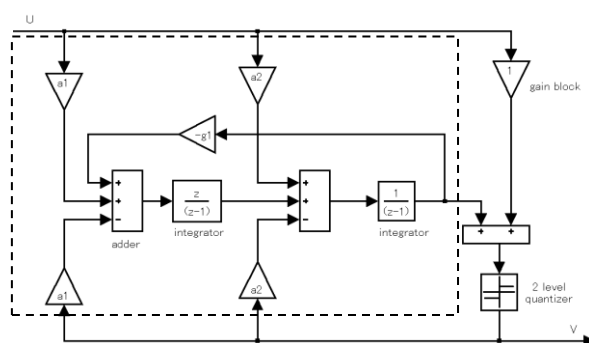 U
a1
a2
1
gain block
-g1
+
+
−
adder
z
(z-1)
integrator
+
+
−
1
(z-1)
integrator
+ +
a1
a2
2 level
quantizer
V